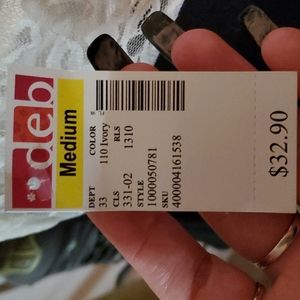 deb
Medium
DEPT COLOR
33 110 Ivory
CLS RLS
331-02 1310
STYLE
1000050781
SKU
400004161538
$32.90